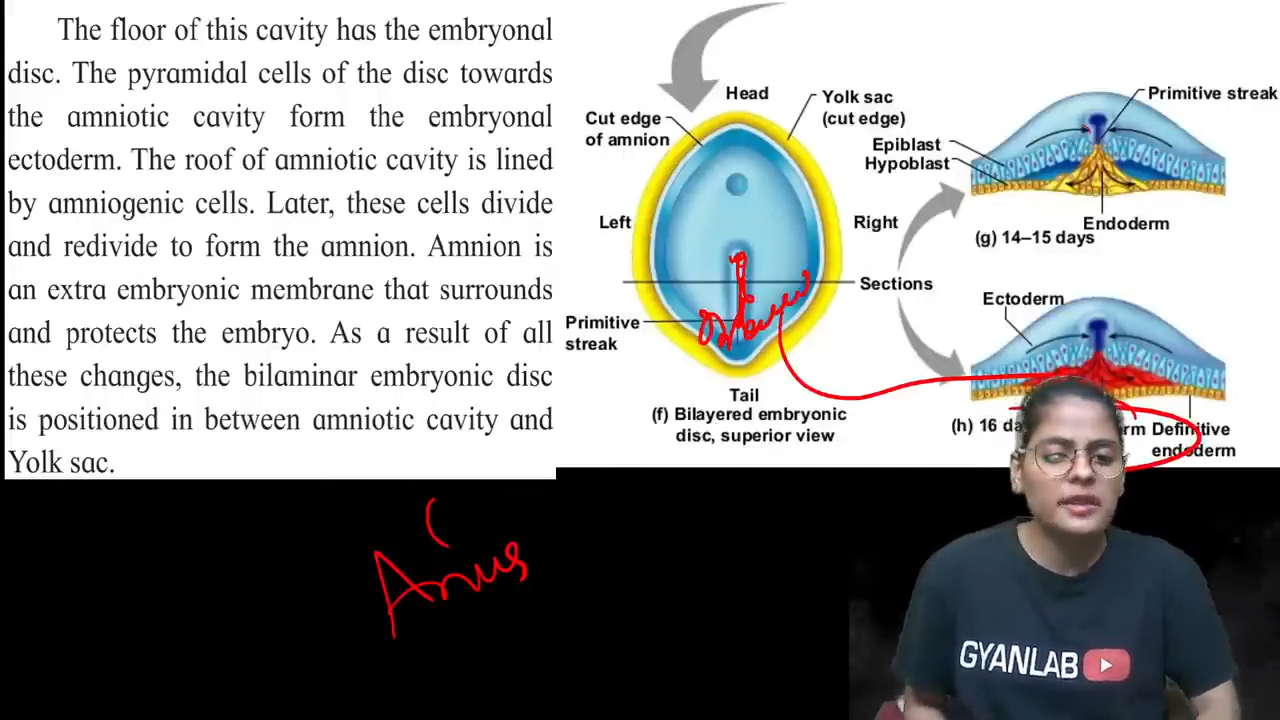 The floor of this cavity has the embryonal
disc. The pyramidal cells of the disc towards
the amniotic cavity form the embryonal
ectoderm. The roof of amniotic cavity is lined
by amniogenic cells. Later, these cells divide
and redivide to form the amnion. Amnion is
an extra embryonic membrane that surrounds
and protects the embryo. As a result of all
these changes, the bilaminar embryonic disc
is positioned in between amniotic cavity and
Yolk sac.
Head
Cut edge
of amnion
Yolk sac
(cut edge)
Left
Right
Sections
Primitive
streak
Tail
(f) Bilayered embryonic
disc, superior view
Primitive streak
Epiblast
Hypoblast
Endoderm
(g) 14–15 days
Ectoderm
(h) 16
Definitive
endoderm
Anus
GYANLAB